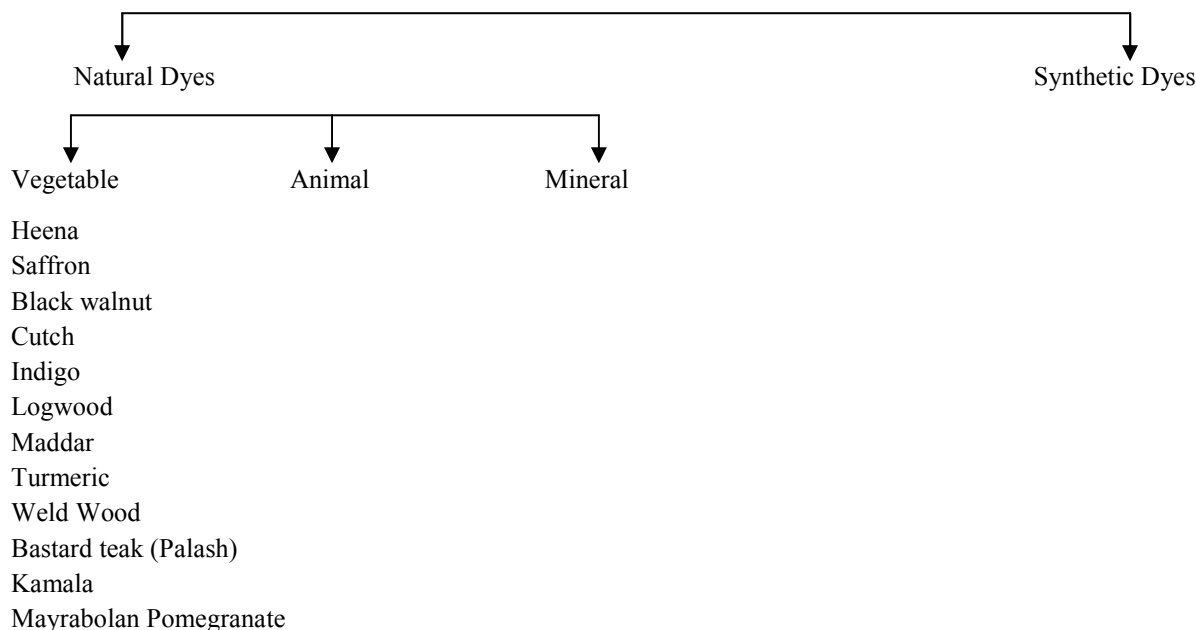 Natural Dyes Synthetic Dyes
Vegetable Animal Mineral
Heena
Saffron
Black walnut
Cutch
Indigo
Logwood
Maddar
Turmeric
Weld Wood
Bastard teak (Palash)
Kamala
Mayrabolan Pomegranate